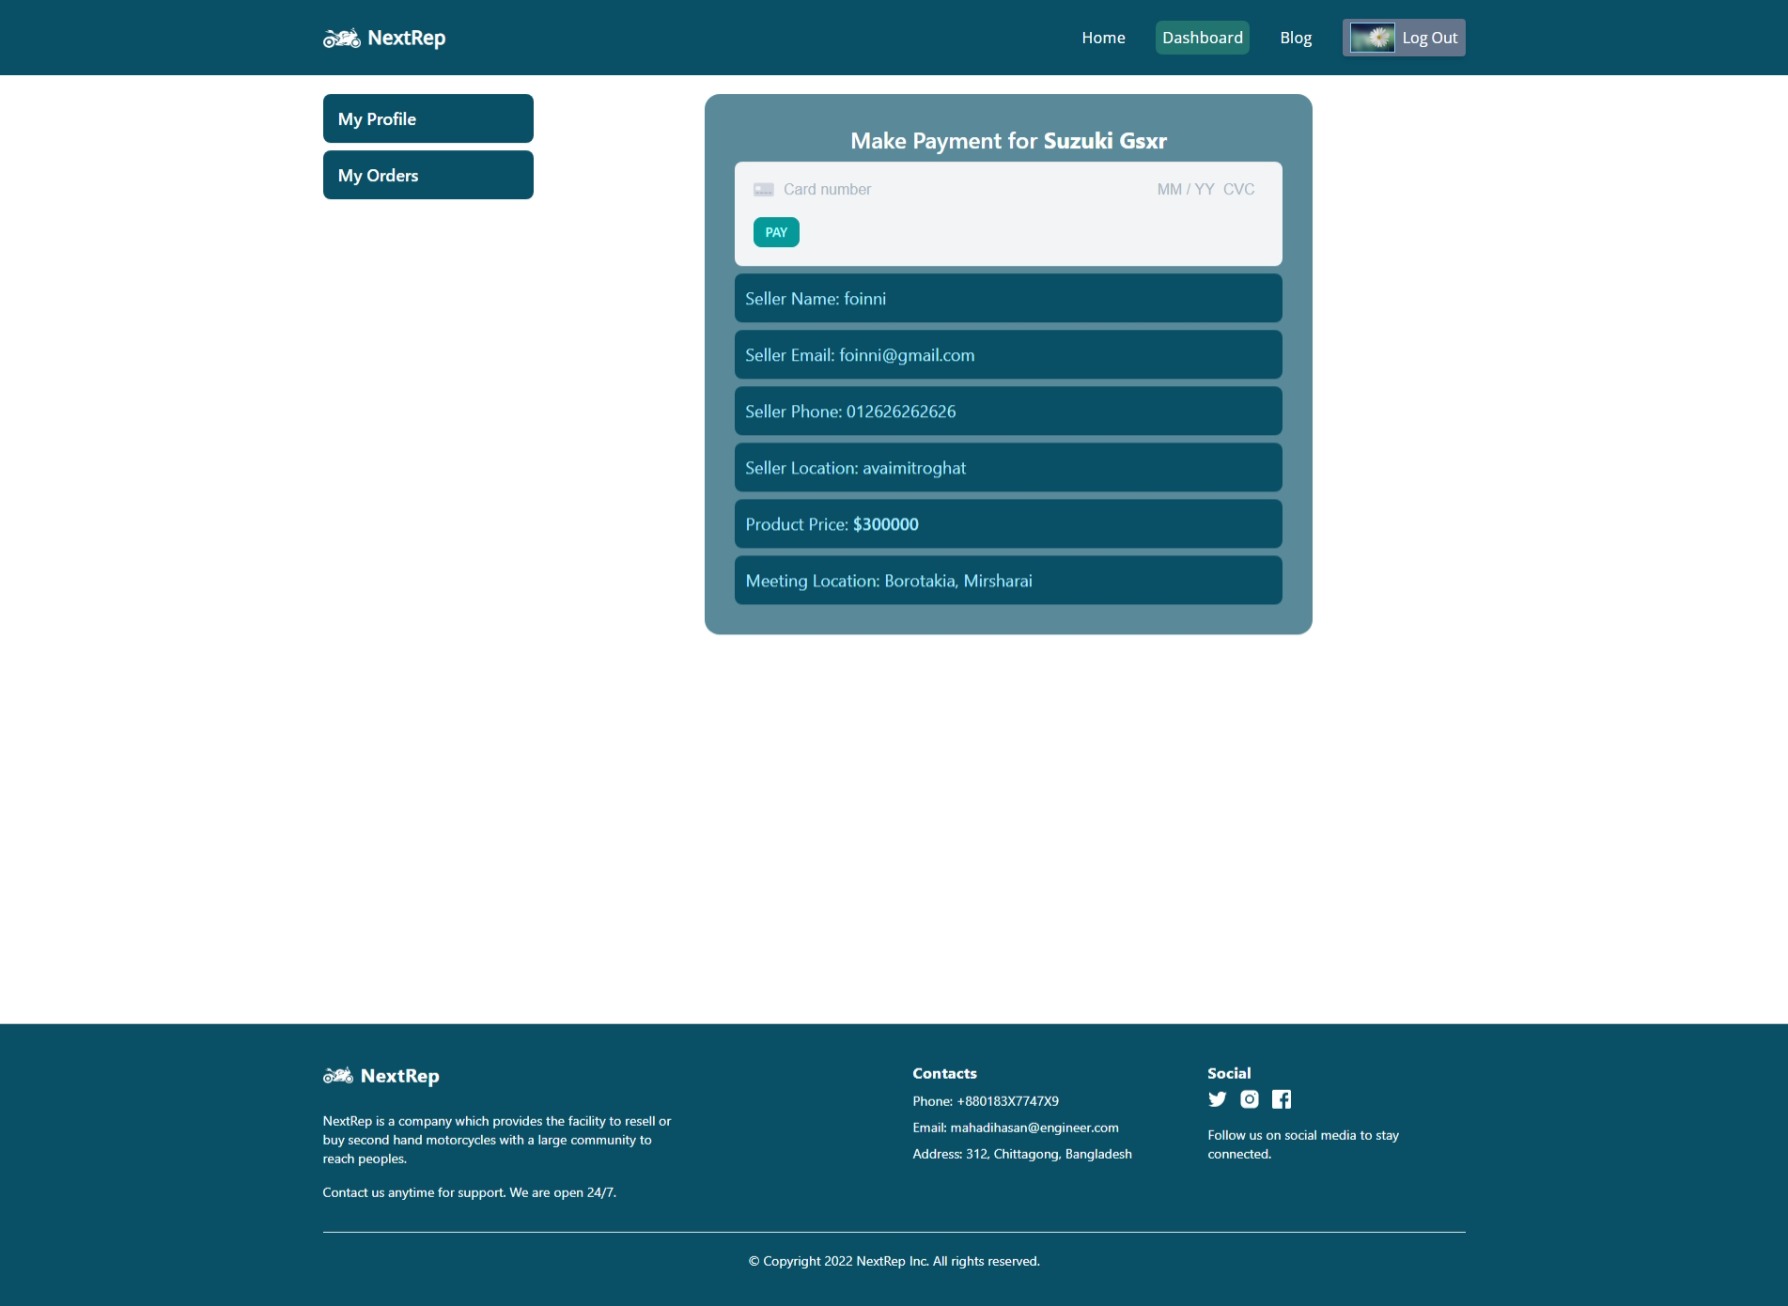 NextRep
Home Dashboard Blog Log Out
My Profile
My Orders
Make Payment for Suzuki Gsxr
Card number MM / YY CVC
PAY
Seller Name: foinni
Seller Email: foinni@gmail.com
Seller Phone: 012626262626
Seller Location: avaimitroghat
Product Price: $300000
Meeting Location: Borotakia, Mirsharai
NextRep
NextRep is a company which provides the facility to resell or
buy second hand motorcycles with a large community to
reach peoples.
Contact us anytime for support. We are open 24/7.
Contacts
Phone: +880183X7747X9
Email: mahadihasan@engineer.com
Address: 312, Chittagong, Bangladesh
Social
Follow us on social media to stay
connected.
© Copyright 2022 NextRep Inc. All rights reserved.